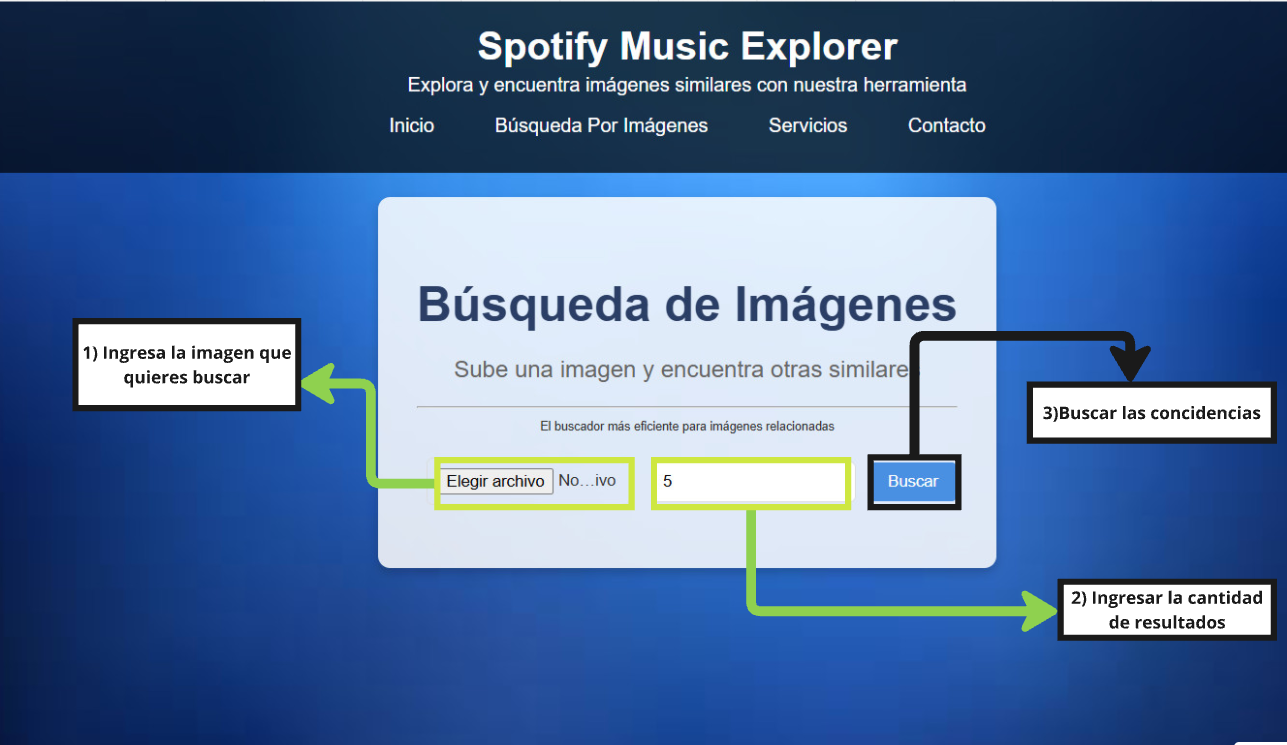 Spotify Music Explorer
Explora y encuentra imágenes similares con nuestra herramienta
Inicio Búsqueda Por Imágenes Servicios Contacto
Búsqueda de Imágenes
1) Ingresa la imagen que
quieres buscar
Sube una imagen y encuentra otras similares
3)Buscar las concidencias
El buscador más eficiente para imágenes relacionadas
Elegir archivo No...ivo 5 Buscar
2) Ingresar la cantidad
de resultados